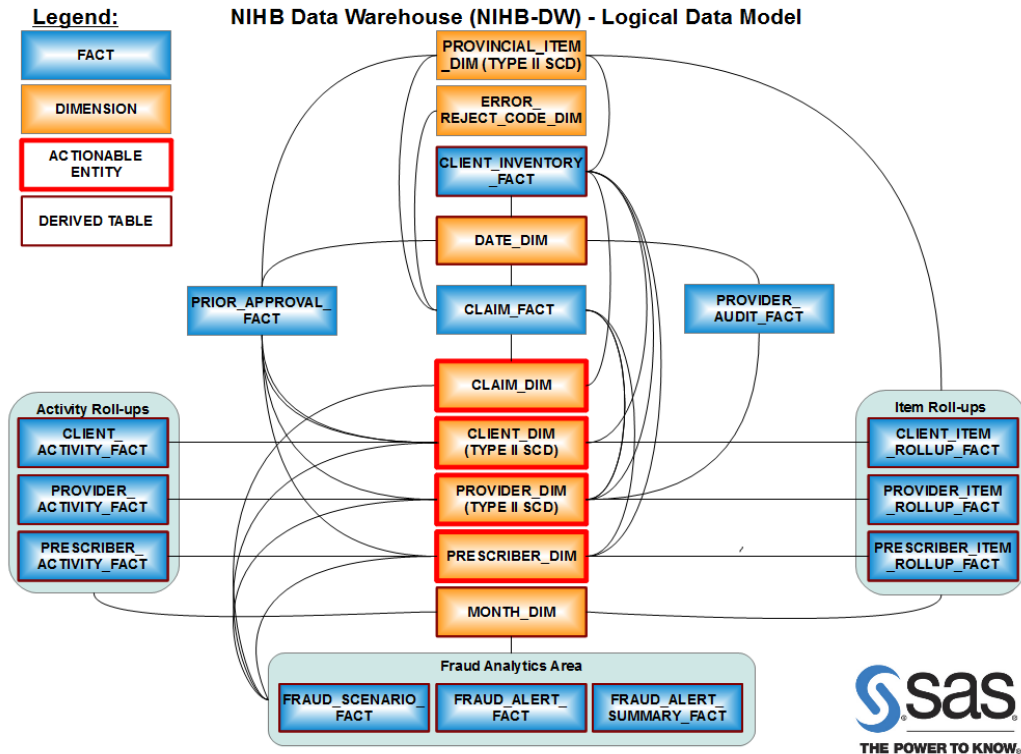 Legend:
NIHB Data Warehouse (NIHB-DW) - Logical Data Model
FACT
DIMENSION
ACTIONABLE
ENTITY
DERIVED TABLE
PROVINCIAL_ITEM
_DIM (TYPE II SCD)
ERROR_
REJECT_CODE_DIM
CLIENT_INVENTORY
_FACT
DATE_DIM
PRIOR_APPROVAL_
FACT
CLAIM_FACT
PROVIDER_
AUDIT_FACT
CLAIM_DIM
Activity Roll-ups
CLIENT_
ACTIVITY_FACT
PROVIDER_
ACTIVITY_FACT
PRESCRIBER_
ACTIVITY_FACT
CLIENT_DIM
(TYPE II SCD)
PROVIDER_DIM
(TYPE II SCD)
PRESCRIBER_DIM
MONTH_DIM
Item Roll-ups
CLIENT_ITEM
_ROLLUP_FACT
PROVIDER_ITEM
_ROLLUP_FACT
PRESCRIBER_ITEM
_ROLLUP_FACT
Fraud Analytics Area
FRAUD_SCENARIO_
FACT
FRAUD_ALERT_
FACT
FRAUD_ALERT_
SUMMARY_FACT
sas
THE POWER TO KNOW®